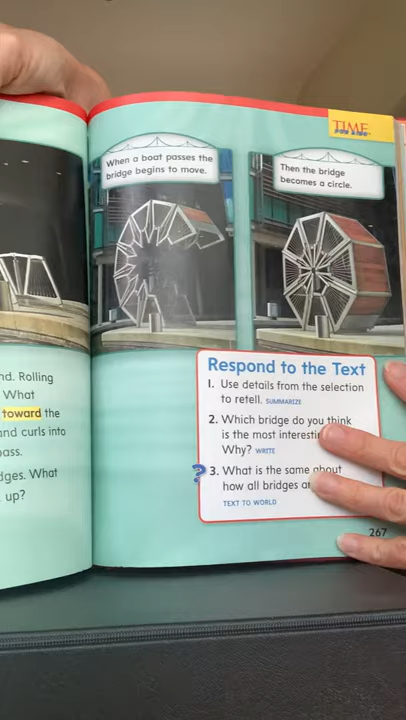 nd. Rolling
What
toward the
and curls into
pass.
dges. What
up?
TIME
FOR KIDS
When a boat passes the
bridge begins to move.
Then the bridge
becomes a circle.
Respond to the Text
1. Use details from the selection
to retell. SUMMARIZE
2. Which bridge do you think
is the most
Why? WRITE
3. What is the same about
how all bridges
TEXT TO WORLD
267